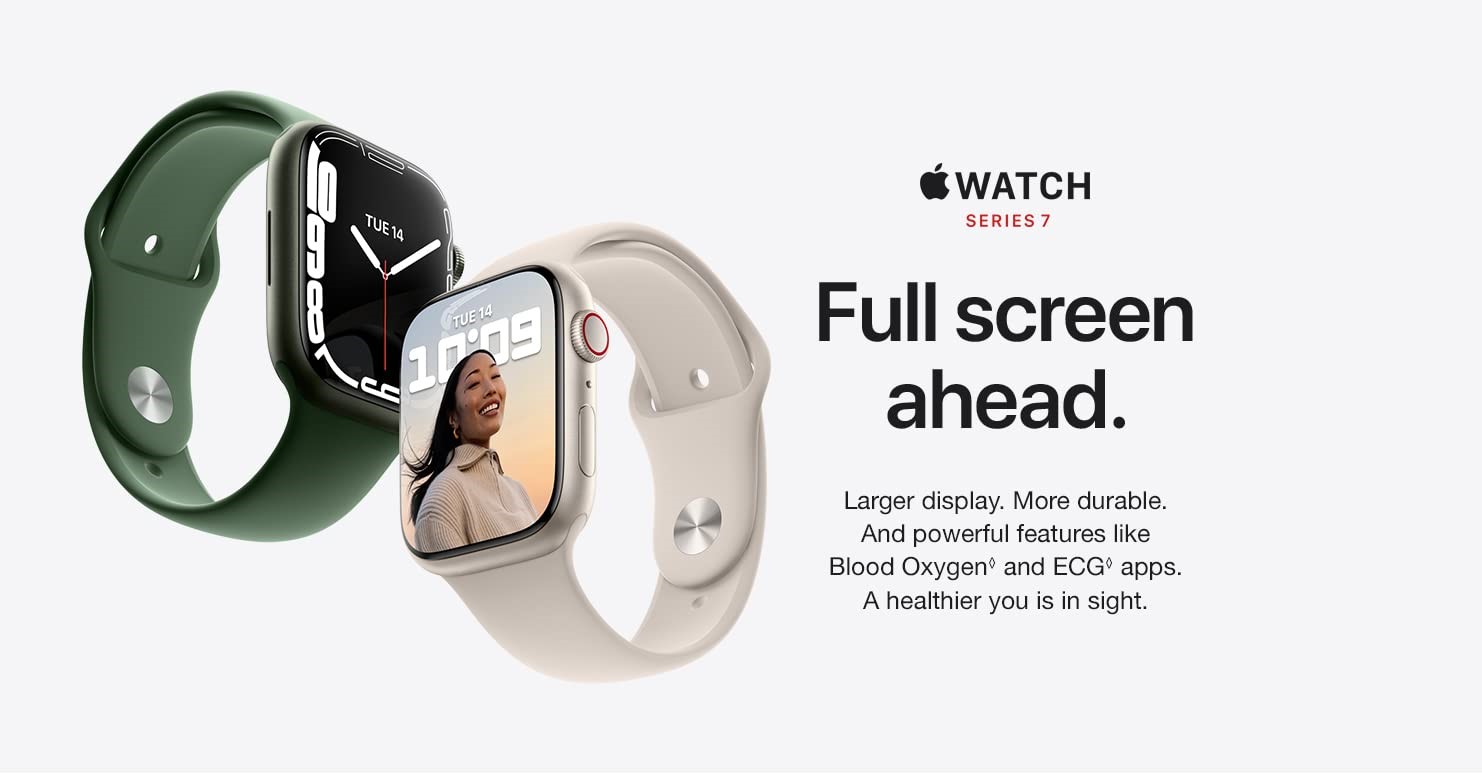 TUE 14
TUE 14
10:09
WATCH
SERIES 7
Full screen
ahead.
Larger display. More durable.
And powerful features like
Blood Oxygen◊ and ECG◊ apps.
A healthier you is in sight.